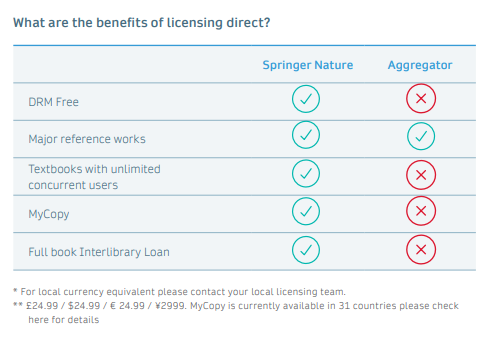 What are the benefits of licensing direct?
Springer Nature Aggregator
DRM Free
Major reference works
Textbooks with unlimited
concurrent users
MyCopy
Full book Interlibrary Loan
* For local currency equivalent please contact your local licensing team.
** £24.99 / $24.99 / € 24.99 / ¥2999. MyCopy is currently available in 31 countries please check
here for details